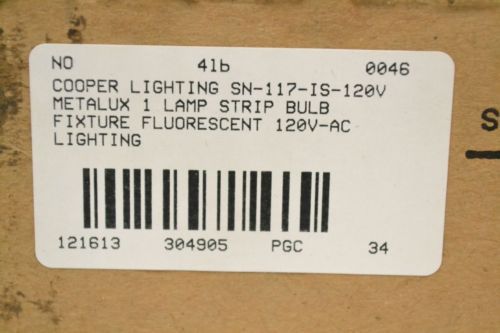 NO 41b 0046
COOPER LIGHTING SN-117-IS-120V
METALUX 1 LAMP STRIP BULB
FIXTURE FLUORESCENT 120V-AC
LIGHTING
121613 304905 PGC 34
S